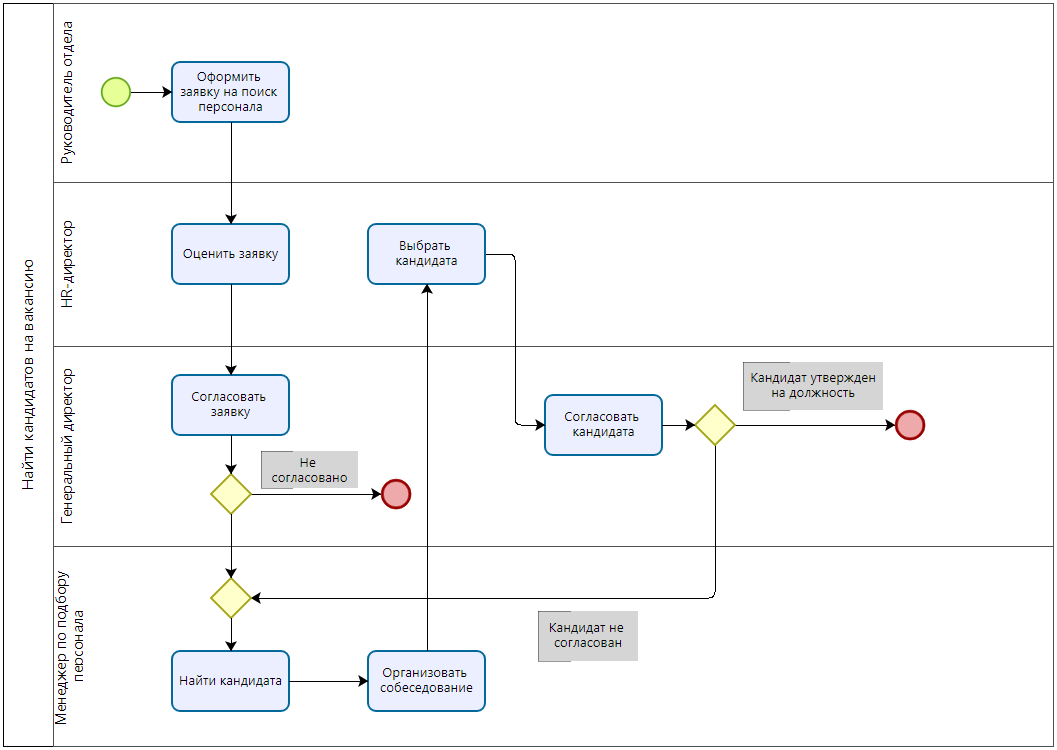 Найти кандидатов на вакансию
Руководитель отдела
Оформить
заявку на поиск
персонала
HR-директор
Оценить заявку
Выбрать
кандидата
Генеральный директор
Согласовать
заявку
Не
согласовано
Согласовать
кандидата
Кандидат утвержден
на должность
Менеджер по подбору
персонала
Найти кандидата
Организовать
собеседование
Кандидат не
согласован